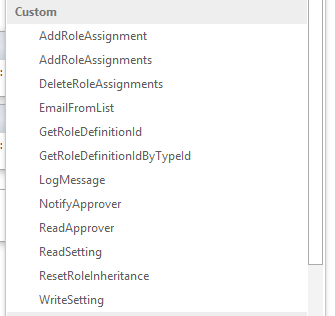 Custom
AddRoleAssignment
AddRoleAssignments
DeleteRoleAssignments
EmailFromList
GetRoleDefinitionId
GetRoleDefinitionIdByTypeId
LogMessage
NotifyApprover
ReadApprover
ReadSetting
ResetRoleInheritance
WriteSetting